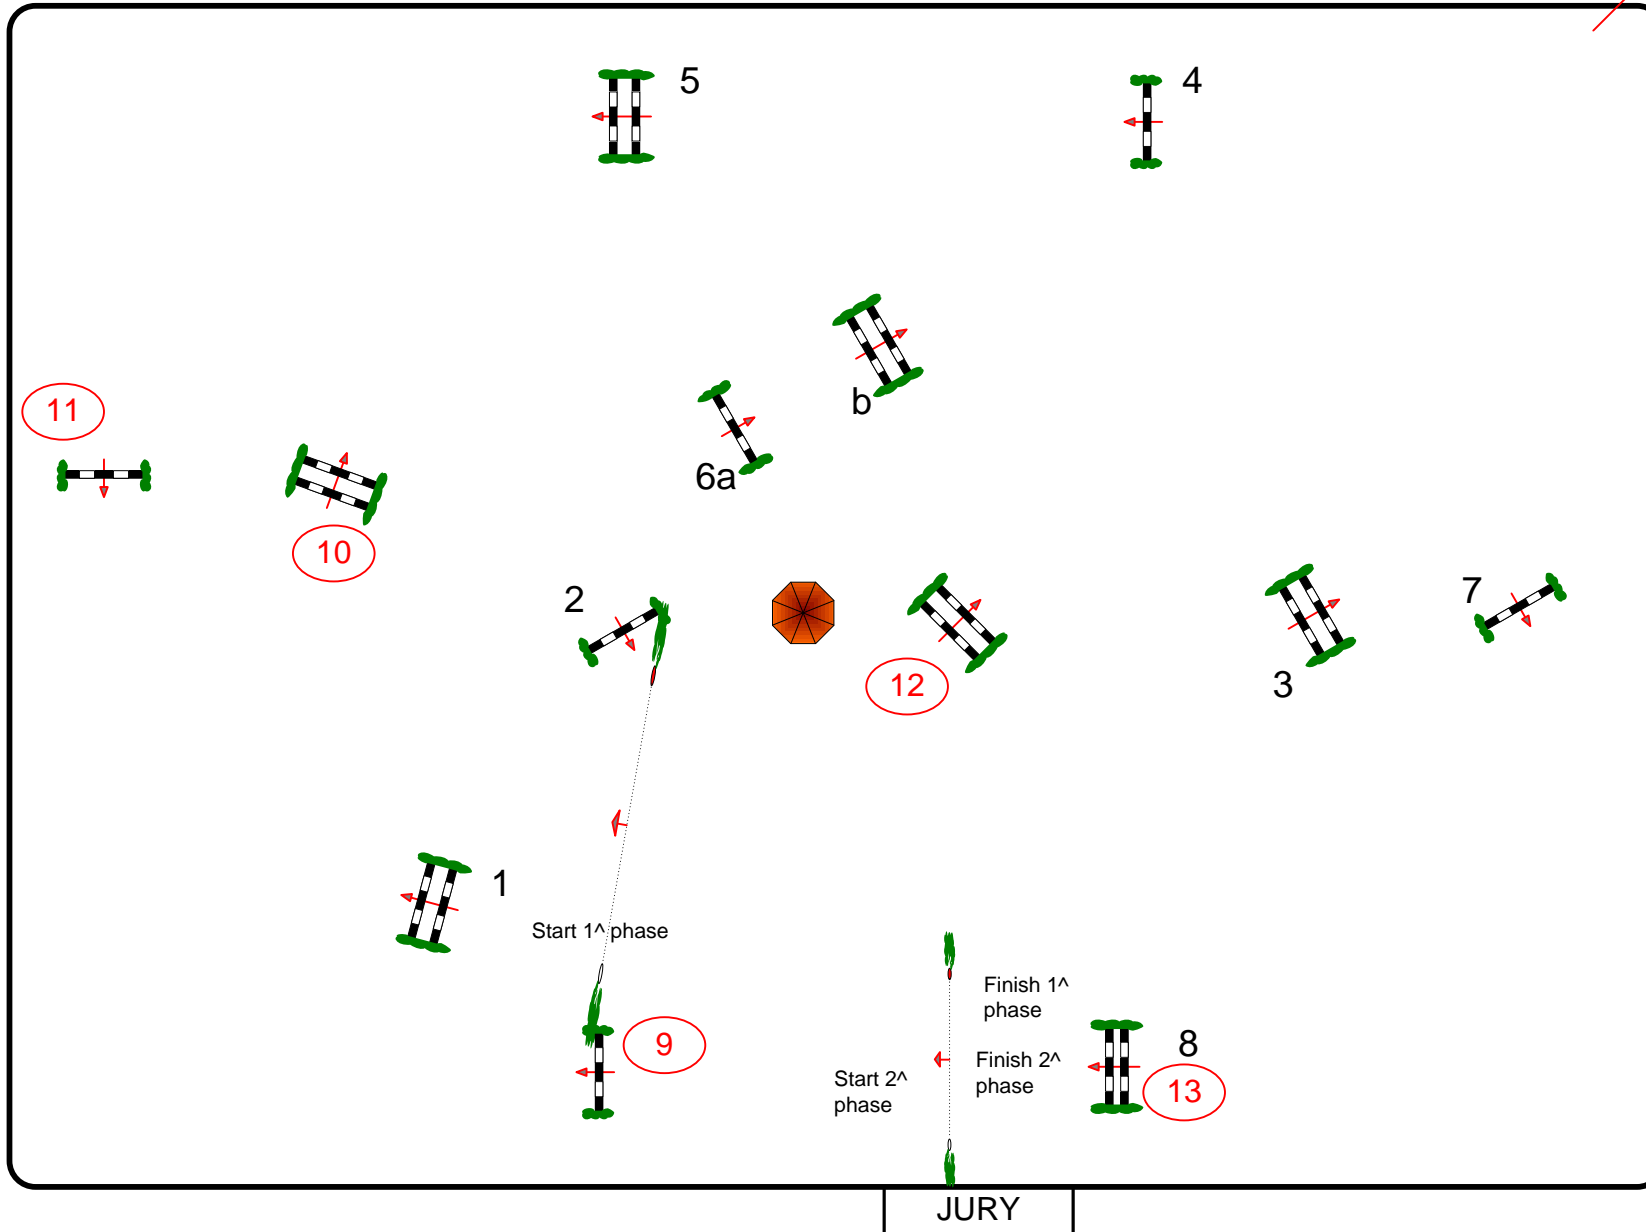 5
4
b
11
6a
10
2
7
12
3
1
Start 1^ phase
Finish 1^
phase
9
8
Finish 2^
phase
Start 2^
phase
13
JURY